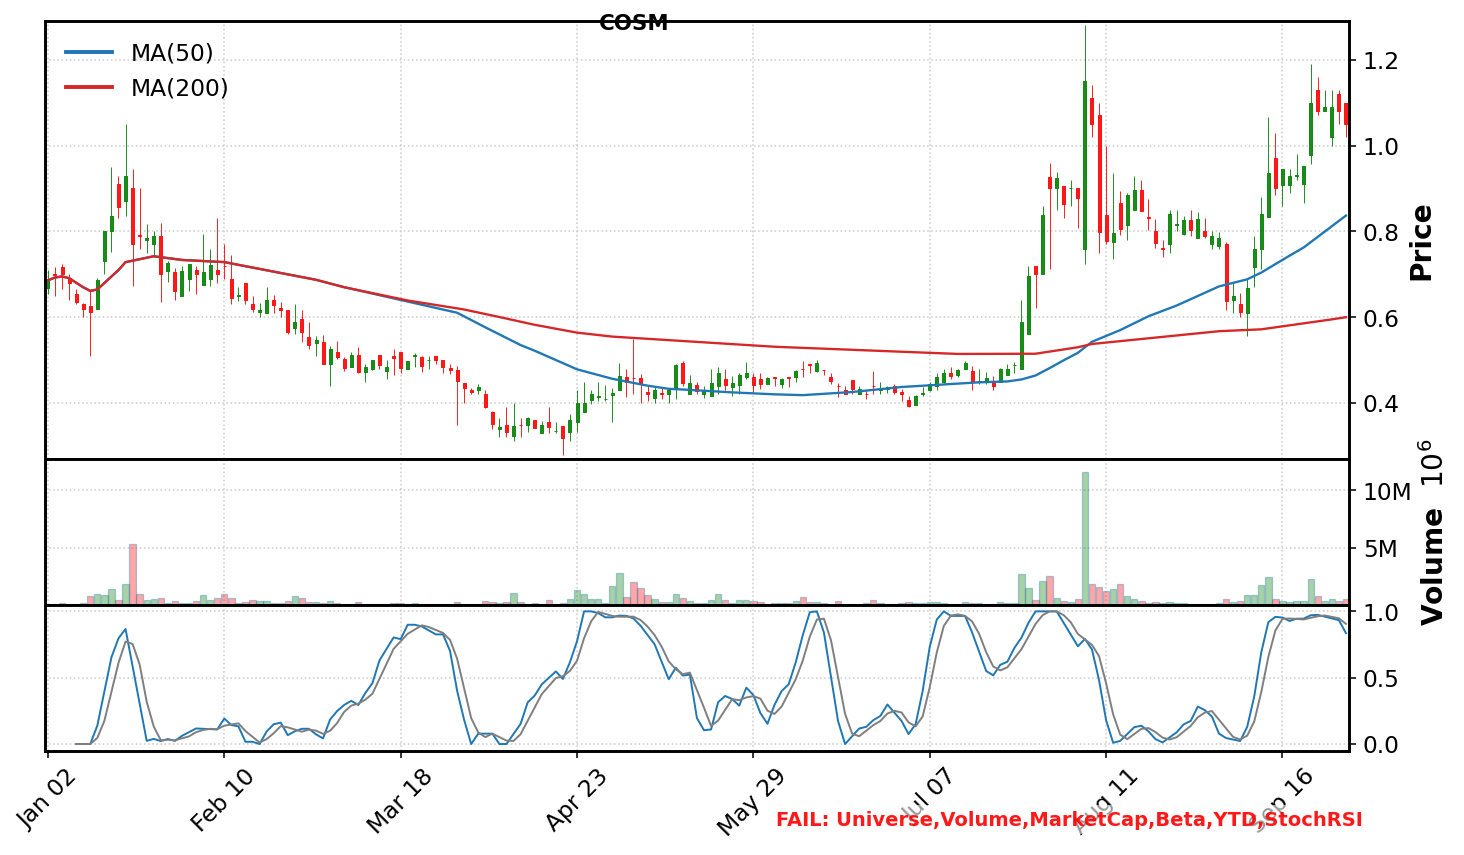 COSM
MA(50)
MA(200)
1.2
1.0
0.8
0.6
0.4
Price
10M
5M
Volume 10^6
1.0
0.5
0.0
Jan 02
Feb 10
Mar 18
Apr 23
May 29
Jul 07
Aug 11
Sep 16
FAIL: Universe,Volume,MarketCap,Beta,YTD,StochRSI